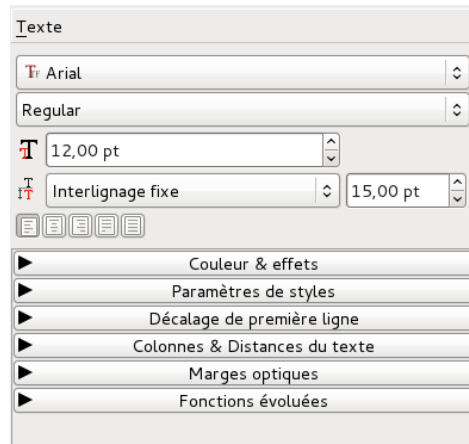 Texte
Arial
Regular
12,00 pt
Interlignage fixe 15,00 pt
Couleur & effets
Paramètres de styles
Décalage de première ligne
Colonnes & Distances du texte
Marges optiques
Fonctions évoluées